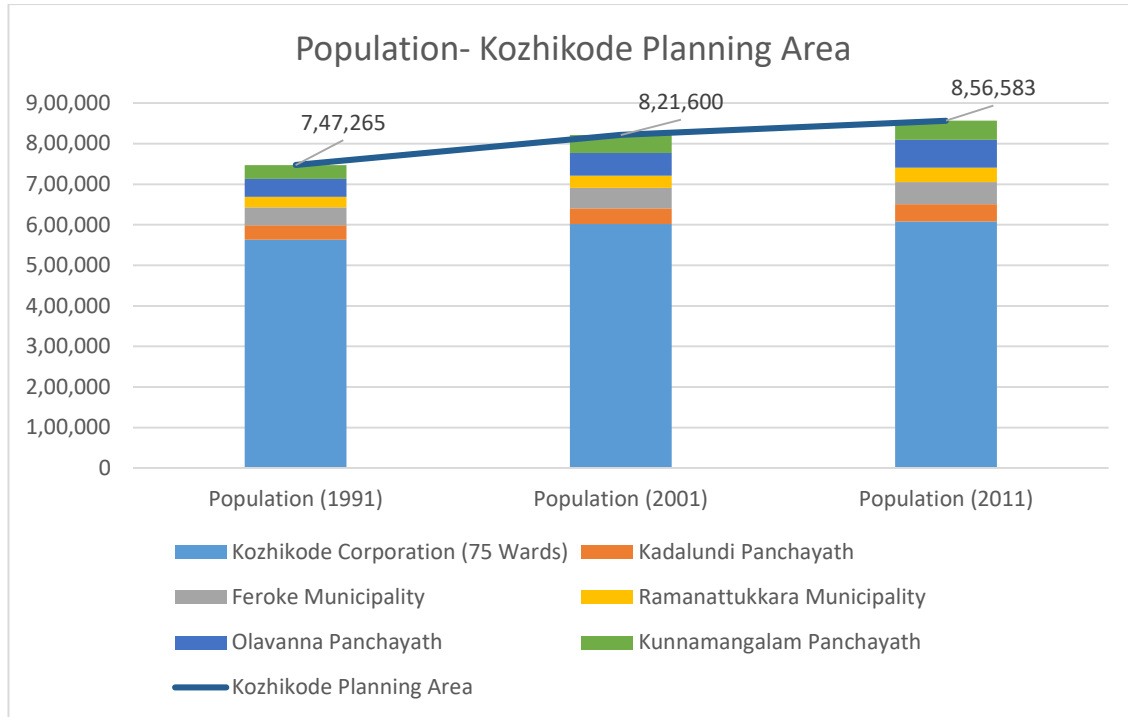 Population- Kozhikode Planning Area
9,00,000
8,00,000
7,00,000
6,00,000
5,00,000
4,00,000
3,00,000
2,00,000
1,00,000
0
7,47,265
8,21,600
8,56,583
Population (1991)
Population (2001)
Population (2011)
Kozhikode Corporation (75 Wards)
Kadalundi Panchayath
Feroke Municipality
Ramanattukkara Municipality
Olavanna Panchayath
Kunnamangalam Panchayath
Kozhikode Planning Area